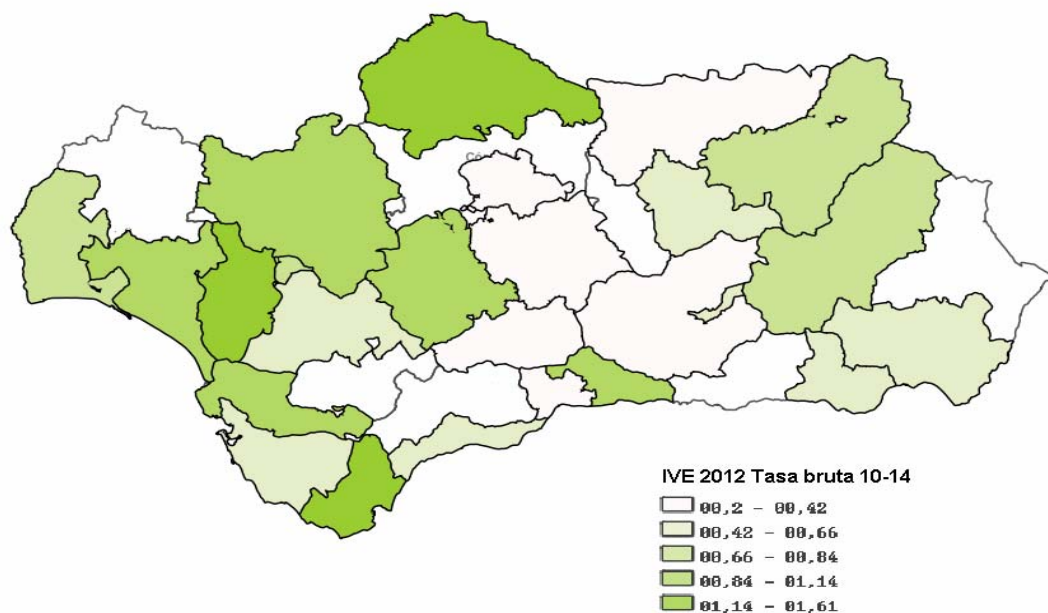 IVE 2012 Tasa bruta 10-14
00,2 - 00,42
00,42 - 00,66
00,66 - 00,84
00,84 - 01,14
01,14 - 01,61